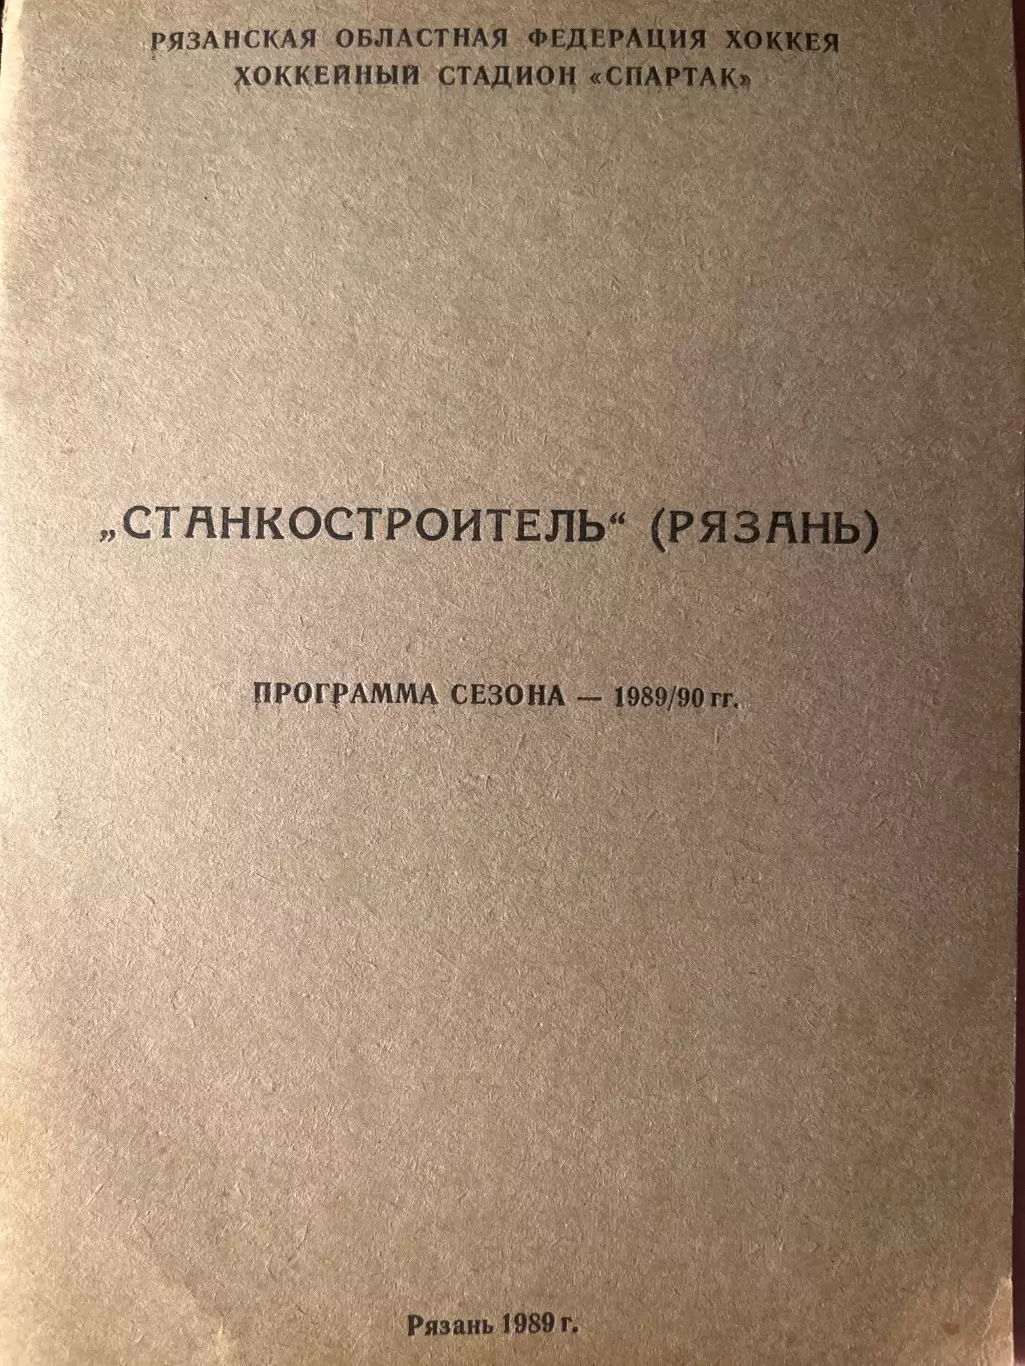 РЯЗАНСКАЯ ОБЛАСТНАЯ ФЕДЕРАЦИЯ ХОККЕЯ
ХОККЕЙНЫЙ СТАДИОН «СПАРТАК»
„СТАНКОСТРОИТЕЛЬ“ (РЯЗАНЬ)
ПРОГРАММА СЕЗОНА — 1989/90 гг.
Рязань 1989 г.